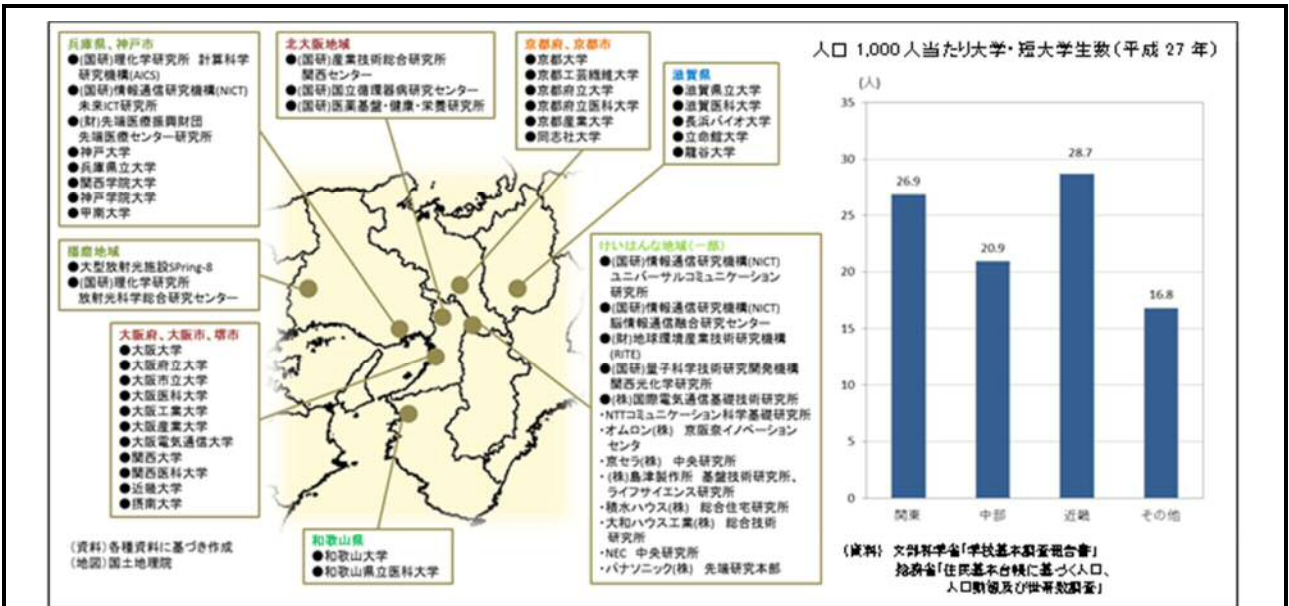 兵庫県、神戸市
●(国研)理化学研究所 計算科学
研究機構(AICS)
●(国研)情報通信研究機構(NICT)
未来ICT研究所
●(財)先端医療振興財団
先端医療センター研究所
●神戸大学
●兵庫県立大学
●関西学院大学
●神戸学院大学
●甲南大学
北大阪地域
●(国研)産業技術総合研究所
関西センター
●(国研)国立循環器病研究センター
●(国研)医薬基盤・健康・栄養研究所
京都府、京都市
●京都大学
●京都工芸繊維大学
●京都府立大学
●京都府立医科大学
●京都産業大学
●同志社大学
滋賀県
●滋賀県立大学
●滋賀医科大学
●長浜バイオ大学
●立命館大学
●龍谷大学
播磨地域
●大型放射光施設SPring-8
●(国研)理化学研究所
放射光科学総合研究センター
大阪府、大阪市、堺市
●大阪大学
●大阪府立大学
●大阪市立大学
●大阪医科大学
●大阪工業大学
●大阪産業大学
●大阪電気通信大学
●関西大学
●関西医科大学
●近畿大学
●摂南大学
けいはんな地域(一部)
●(国研)情報通信研究機構(NICT)
ユニバーサルコミュニケーション
研究所
●(国研)情報通信研究機構(NICT)
脳情報通信融合研究センター
●(財)地球環境産業技術研究機構
(RITE)
●(国研)量子科学技術研究開発機構
関西光化学研究所
●(株)国際電気通信基礎技術研究所
・NTTコミュニケーション科学基礎研究所
・オムロン(株) 京阪奈イノベーション
センタ
・京セラ(株) 中央研究所
・(株)島津製作所 基盤技術研究所、
ライフサイエンス研究所
・積水ハウス(株) 総合住宅研究所
・大和ハウス工業(株) 総合技術
研究所
・NEC 中央研究所
・パナソニック(株) 先端研究本部
和歌山県
●和歌山大学
●和歌山県立医科大学
(資料)各種資料に基づき作成
(地図)国土地理院
人口 1,000 人当たり大学・短大学生数(平成 27 年)
(人)
35
30
25
20
15
10
5
0
26.9
20.9
28.7
16.8
関東
中部
近畿
その他
(資料) 文部科学省「学校基本調査報告書」
総務省「住民基本台帳に基づく人口、
人口動態及び世帯数調査」